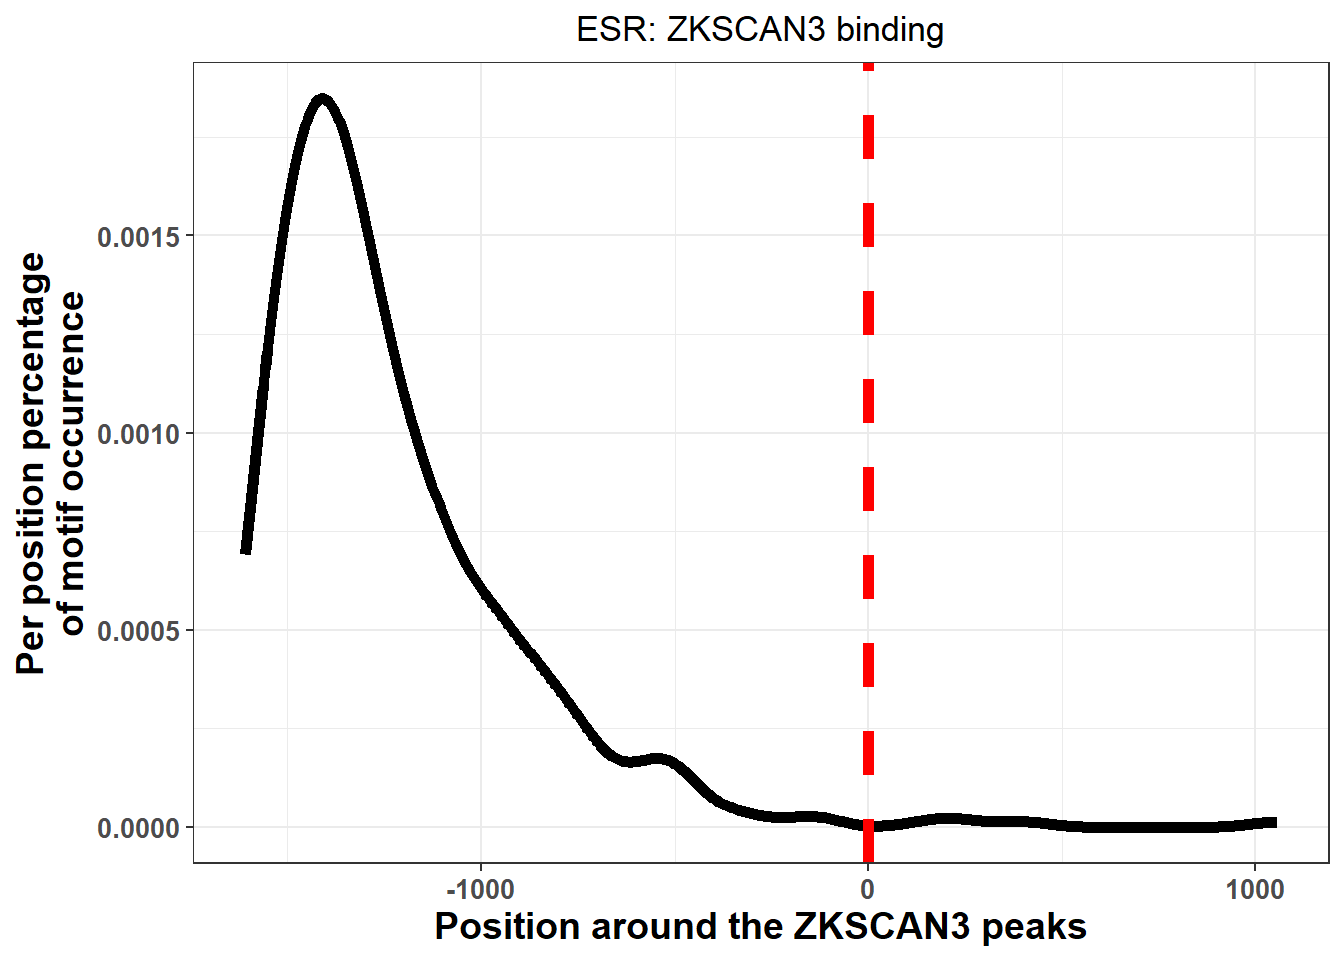 ESR: ZKSCAN3 binding
Per position percentage
of motif occurrence
0.0015
0.0010
0.0005
0.0000
-1000
0
1000
Position around the ZKSCAN3 peaks